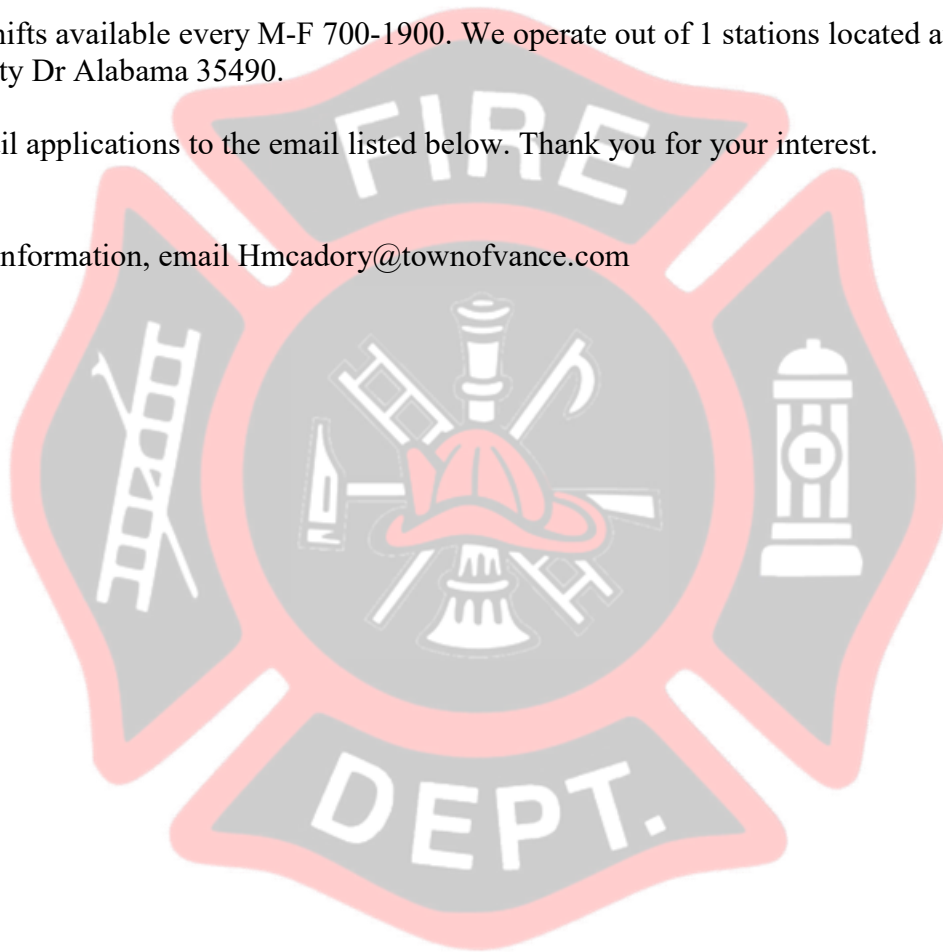 hifts available every M-F 700-1900. We operate out of 1 stations located a
ty Dr Alabama 35490.
il applications to the email listed below. Thank you for your interest.
nformation, email Hmcadory@townofvance.com
FIRE
DEPT.